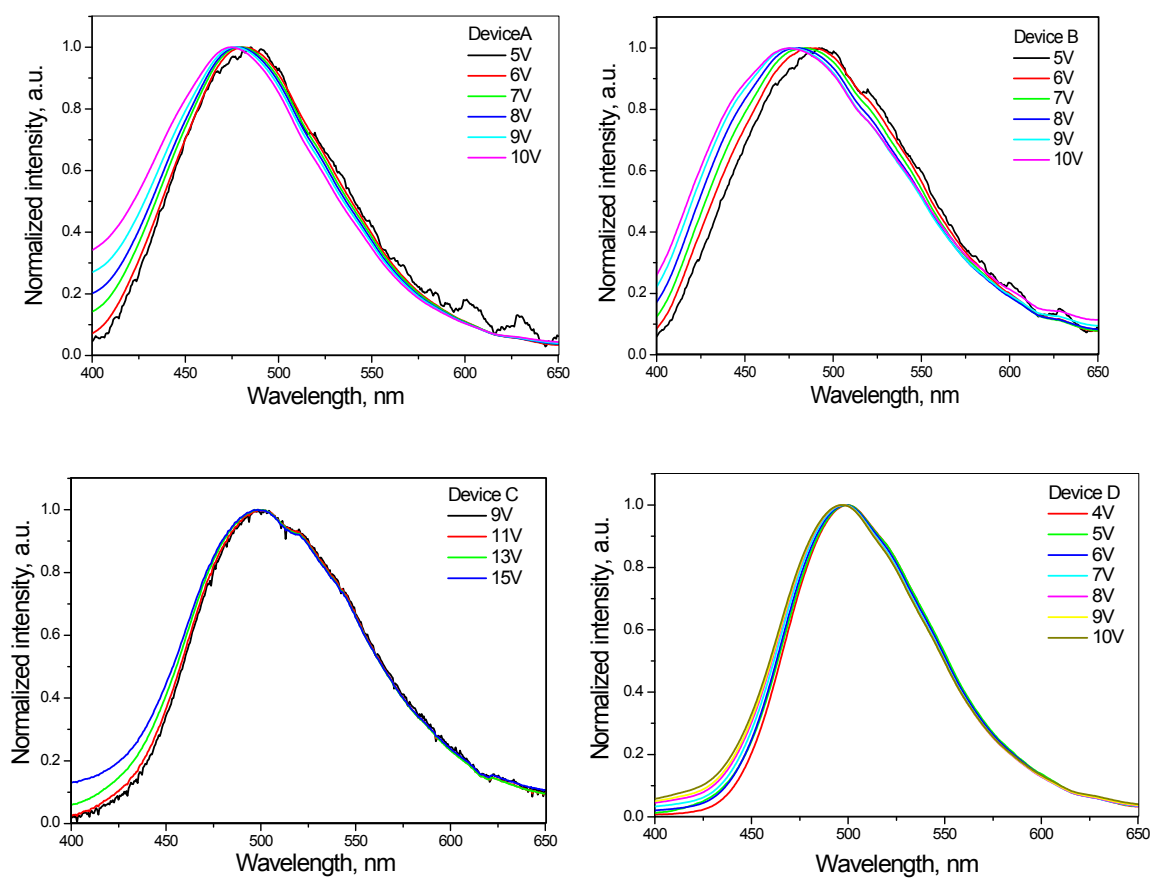 DeviceA
5V
6V
7V
8V
9V
10V
Normalized intensity, a.u.
1.0
0.8
0.6
0.4
0.2
0.0
400 450 500 550 600 650
Wavelength, nm
Device B
5V
6V
7V
8V
9V
10V
Normalized intensity, a.u.
1.0
0.8
0.6
0.4
0.2
0.0
400 450 500 550 600 650
Wavelength, nm
Device C
9V
11V
13V
15V
Normalized intensity, a.u.
1.0
0.8
0.6
0.4
0.2
0.0
400 450 500 550 600 650
Wavelength, nm
Device D
4V
5V
6V
7V
8V
9V
10V
Normalized intensity, a.u.
1.0
0.8
0.6
0.4
0.2
0.0
400 450 500 550 600 650
Wavelength, nm